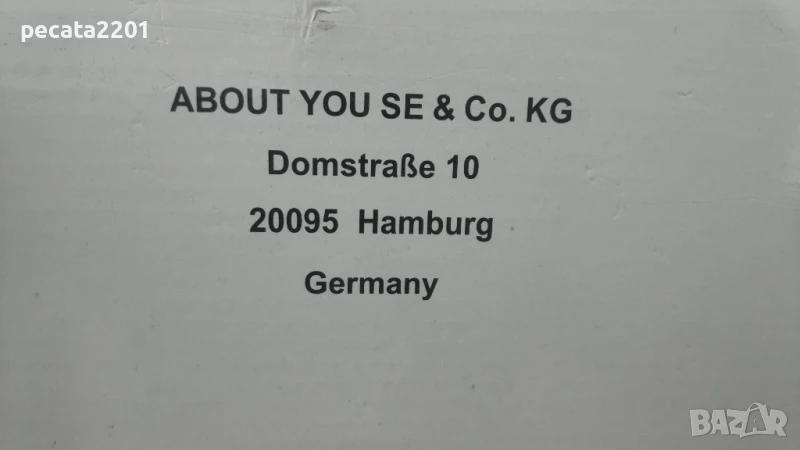 pecata2201
ABOUT YOU SE & Co. KG
Domstraße 10
20095 Hamburg
Germany
BAZAR